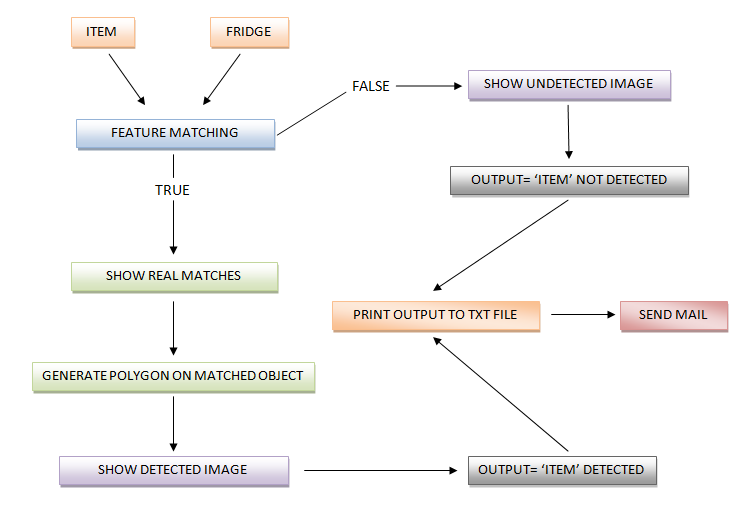 ITEM
FRIDGE
FALSE
SHOW UNDETECTED IMAGE
FEATURE MATCHING
OUTPUT= ‘ITEM’ NOT DETECTED
TRUE
SHOW REAL MATCHES
PRINT OUTPUT TO TXT FILE
SEND MAIL
GENERATE POLYGON ON MATCHED OBJECT
SHOW DETECTED IMAGE
OUTPUT= ‘ITEM’ DETECTED